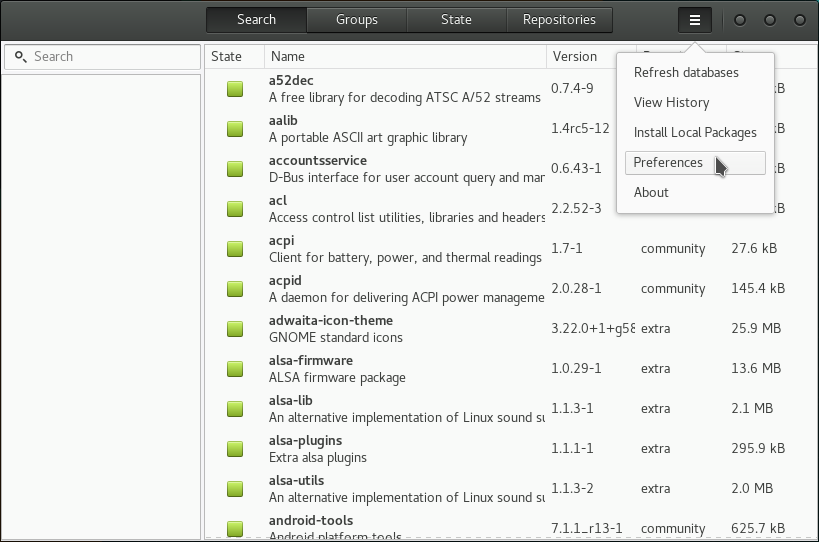 Search Groups State Repositories
Search
State Name Version
Refresh databases
View History
Install Local Packages
Preferences
About
a52dec
A free library for decoding ATSC A/52 streams
0.7.4-9 kB
aalib
A portable ASCII art graphic library
1.4rc5-12 kB
accountsservice
D-Bus interface for user account query and man
0.6.43-1 kB
acl
Access control list utilities, libraries and headers
2.2.52-3 kB
acpi
Client for battery, power, and thermal readings
1.7-1 community 27.6 kB
acpid
A daemon for delivering ACPI power manageme
2.0.28-1 community 145.4 kB
adwaita-icon-theme
GNOME standard icons
3.22.0+1+g58 extra 25.9 MB
alsa-firmware
ALSA firmware package
1.0.29-1 extra 13.6 MB
alsa-lib
An alternative implementation of Linux sound su
1.1.3-1 extra 2.1 MB
alsa-plugins
Extra alsa plugins
1.1.1-1 extra 295.9 kB
alsa-utils
An alternative implementation of Linux sound su
1.1.3-2 extra 2.0 MB
android-tools
Android platform tools
7.1.1_r13-1 community 625.7 kB